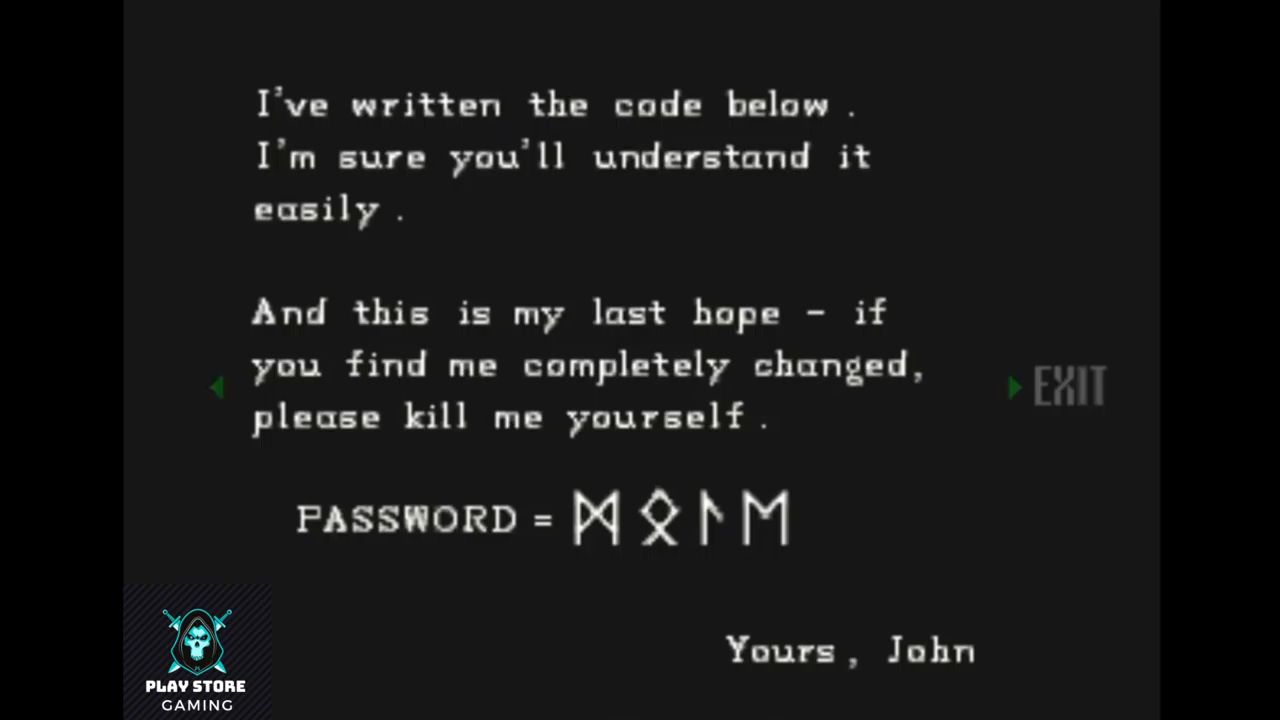 I've written the code below .
I'm sure you'll understand it
easily .
And this is my last hope - if
you find me completely changed,
please kill me yourself .
EXIT
PASSWORD = ᛗᛟᛚᛖ
Yours , John
PLAY STORE
GAMING